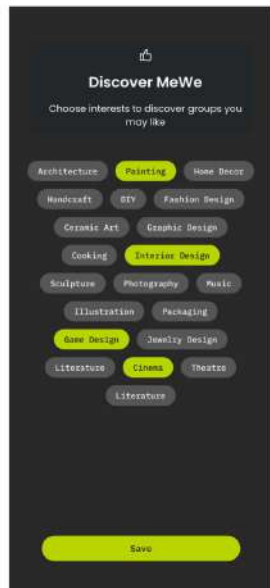 Discover MeWe
Choose interests to discover groups you
may like
Architecture Painting Home Decor
Handcraft DIY Fashion Design
Ceramic Art Graphic Design
Cooking Interior Design
Sculpture Photography Music
Illustration Packaging
Game Design Jewelry Design
Literature Cinema Theatre
Literature
Save